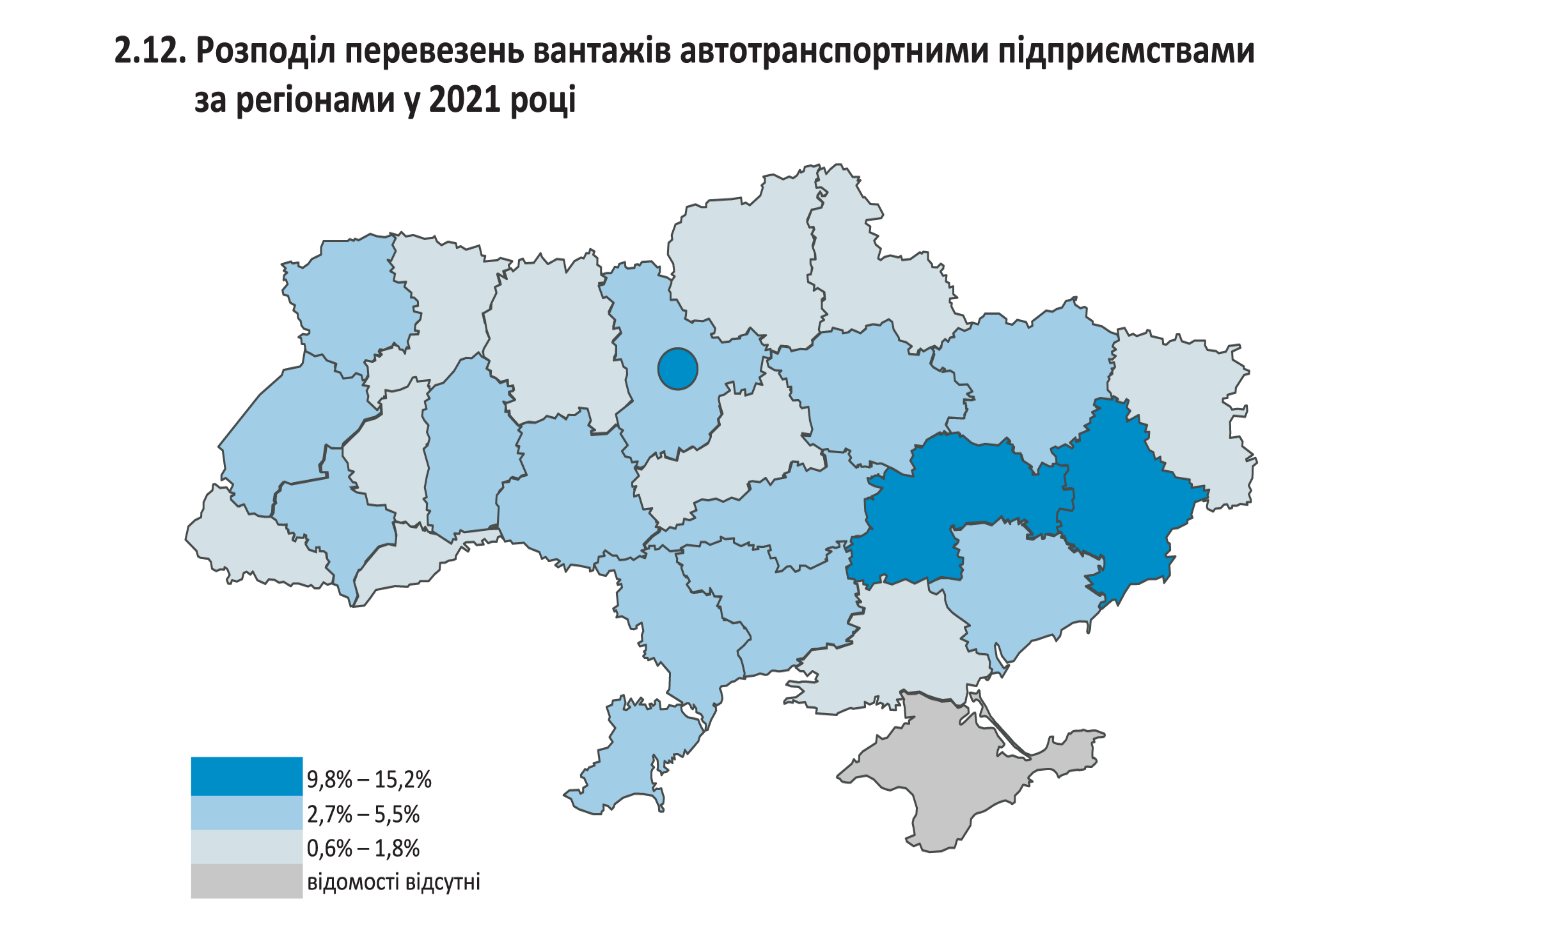 2.12. Розподіл перевезень вантажів автотранспортними підприємствами
за регіонами у 2021 році
9,8% – 15,2%
2,7% – 5,5%
0,6% – 1,8%
відомості відсутні